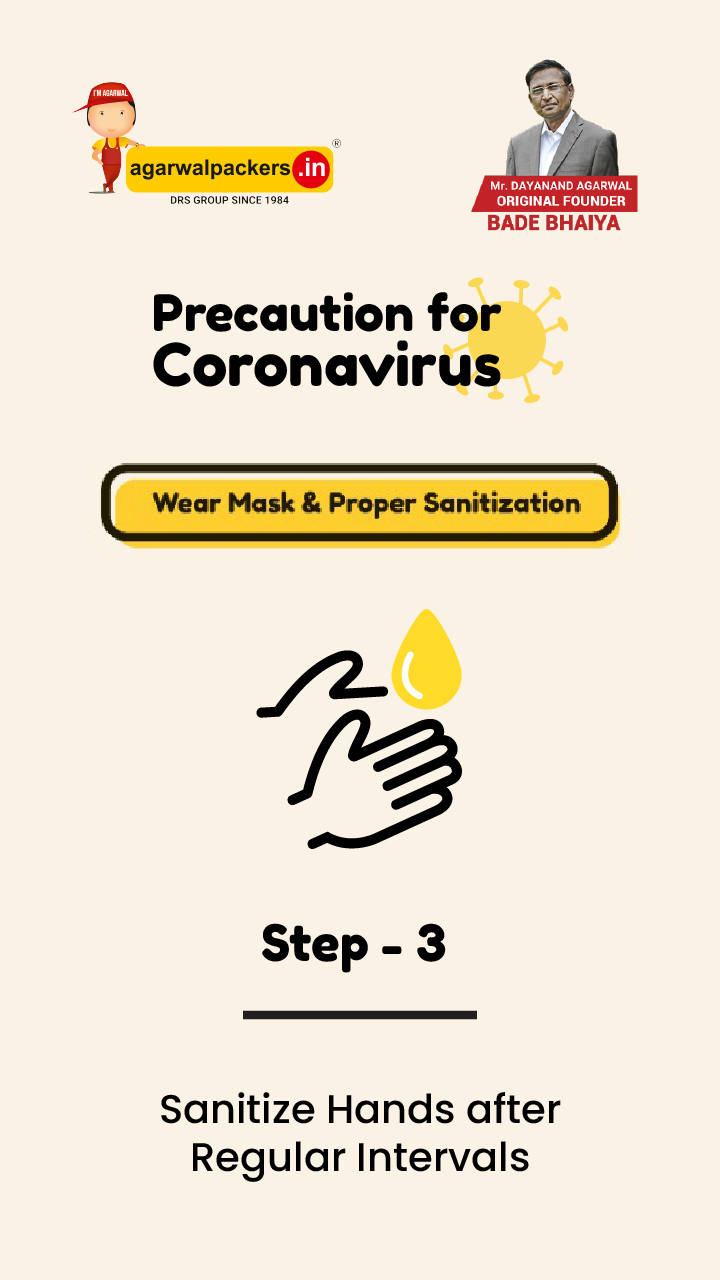 I'M AGARWAL
agarwalpackers.in
®
DRS GROUP SINCE 1984
Mr. DAYANAND AGARWAL
ORIGINAL FOUNDER
BADE BHAIYA
Precaution for
Coronavirus
Wear Mask & Proper Sanitization
Step - 3
Sanitize Hands after
Regular Intervals